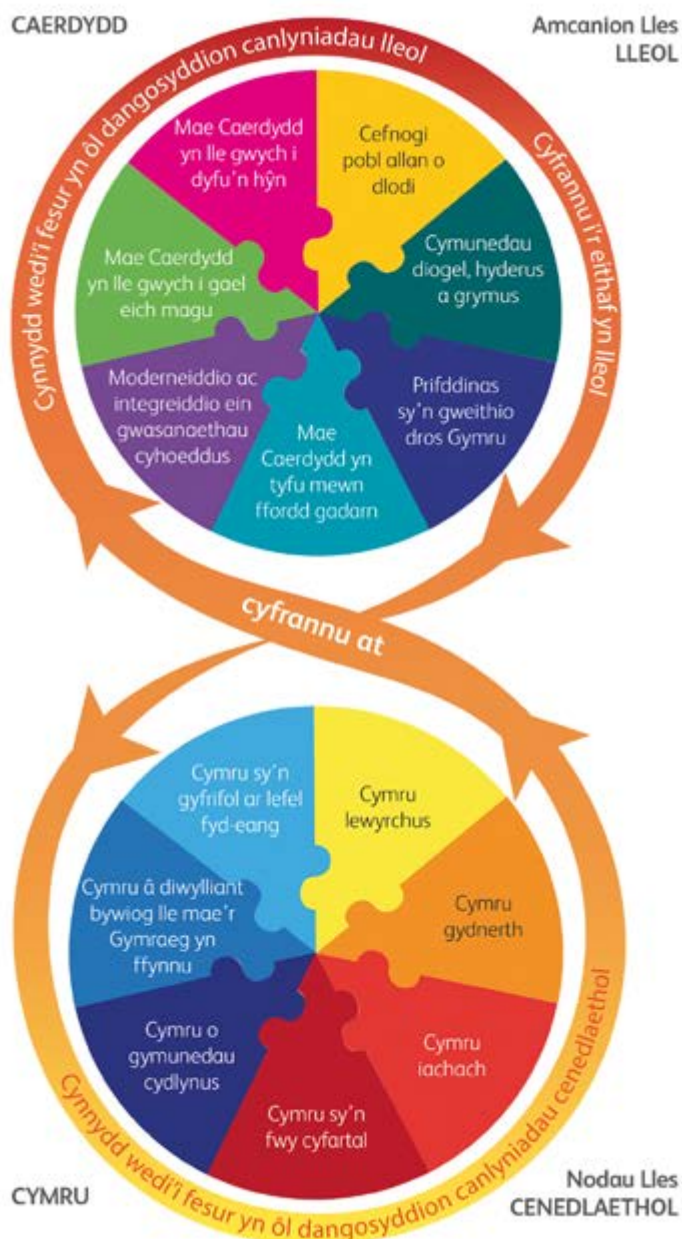 CAERDYDD
Amcanion Lles
LLEOL
Cynnydd wedi'i fesur yn ôl dangosyddion canlyniadau lleol
Cyfrannu i'r eithaf yn lleol
Mae Caerdydd
yn lle gwych i
dyfu'n hŷn
Cefnogi
pobl allan o
dlodi
Cymunedau
diogel, hyderus
a grymus
Prifddinas
sy'n gweithio
dros Gymru
Mae
Caerdydd yn
tyfu mewn
ffordd gadarn
Moderneiddio ac
integreiddio ein
gwasanaethau
cyhoeddus
Mae Caerdydd
yn lle gwych i gael
eich magu
cyfrannu at
Cymru sy'n
gyfrifol ar lefel
fyd-eang
Cymru
lewyrchus
Cymru
gydnerth
Cymru
iachach
Cymru sy'n
fwy cyfartal
Cymru o
gymunedau
cydlynus
Cymru â diwylliant
bywiog lle mae'r
Gymraeg yn
ffynnu
Cynnydd wedi'i fesur yn ôl dangosyddion canlyniadau cenedlaethol
CYMRU
Nodau Lles
CENEDLAETHOL